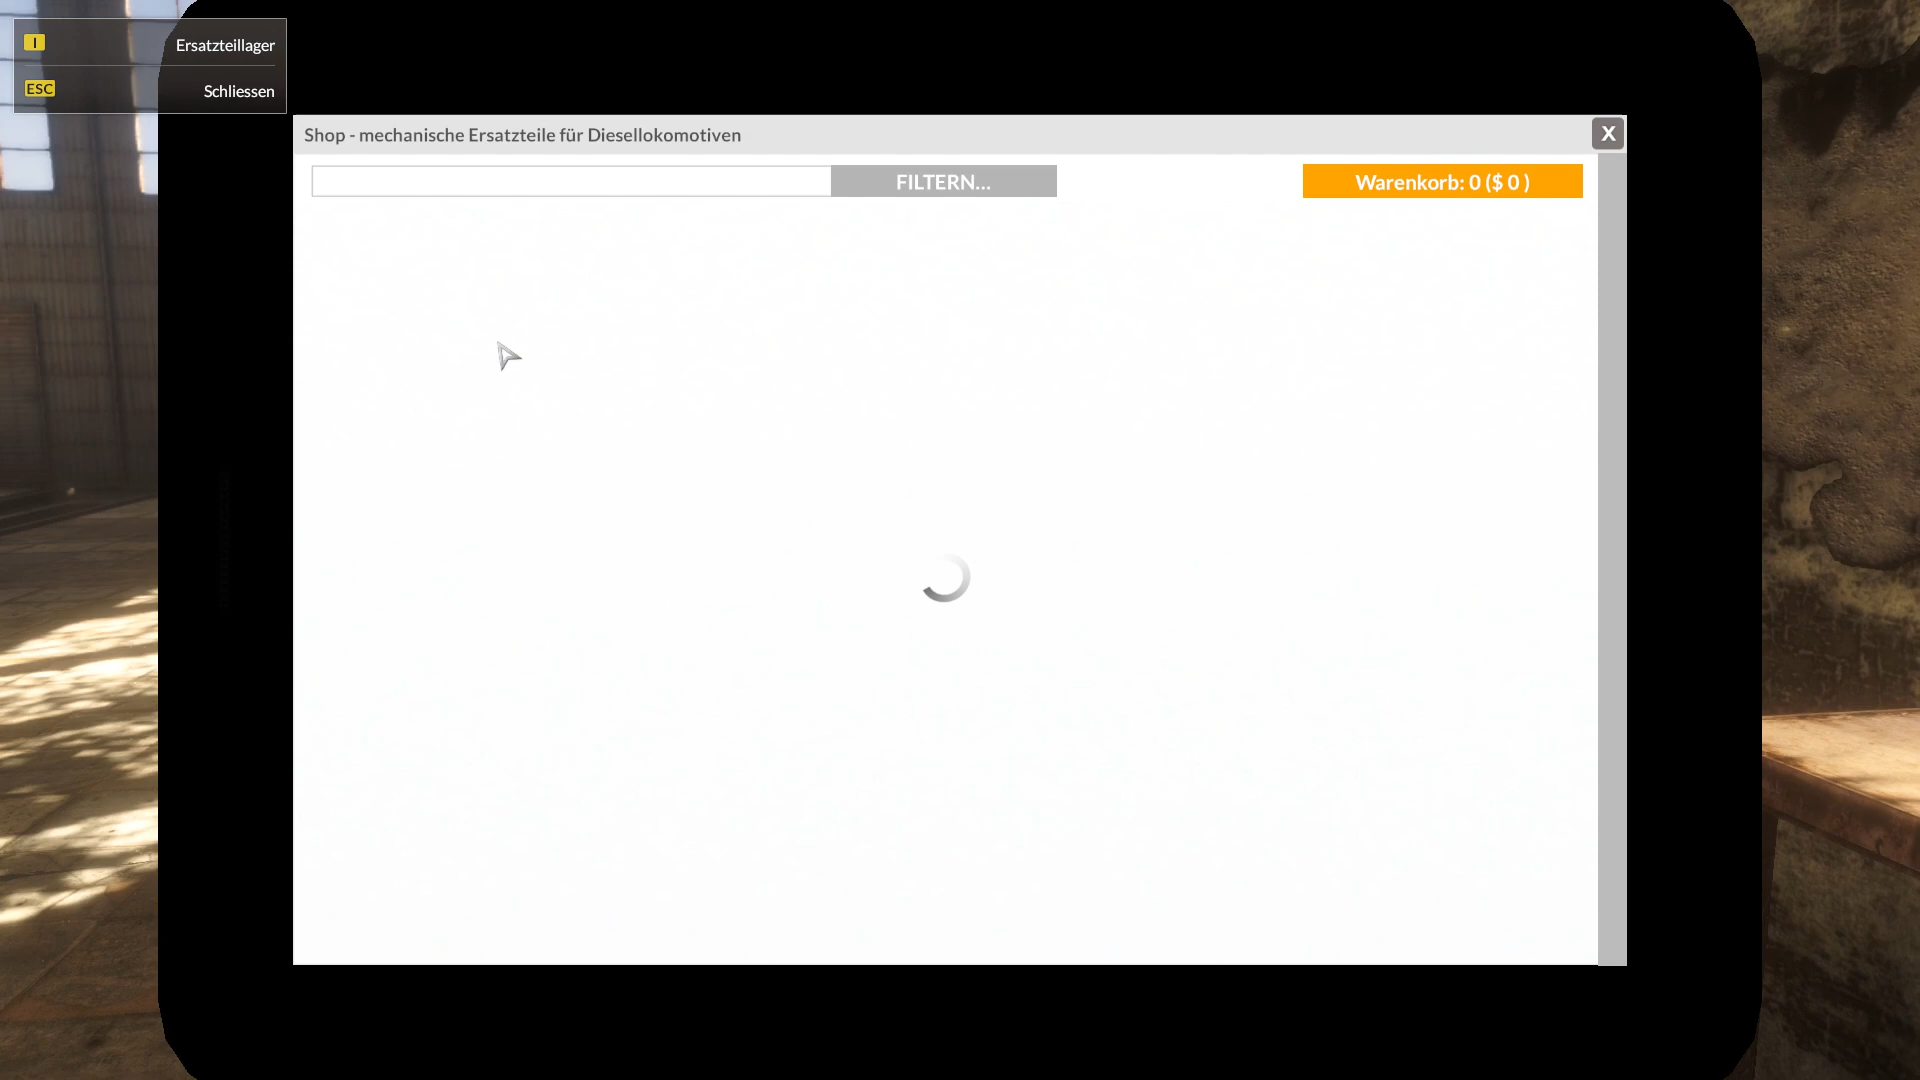 I Ersatzteillager
ESC Schliessen
Shop - mechanische Ersatzteile für Diesellokomotiven
X
FILTERN...
Warenkorb: 0 ($ 0 )